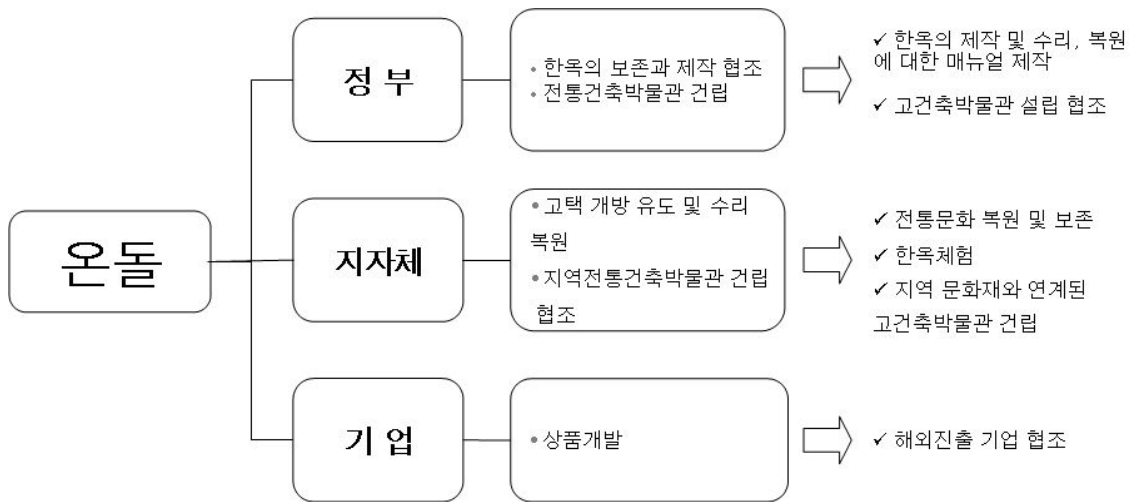 온돌
정 부
• 한옥의 보존과 제작 협조
• 전통건축박물관 건립
✓ 한옥의 제작 및 수리, 복원
에 대한 매뉴얼 제작
✓ 고건축박물관 설립 협조
지자체
• 고택 개방 유도 및 수리
복원
• 지역전통건축박물관 건립
협조
✓ 전통문화 복원 및 보존
✓ 한옥체험
✓ 지역 문화재와 연계된
고건축박물관 건립
기 업
• 상품개발
✓ 해외진출 기업 협조